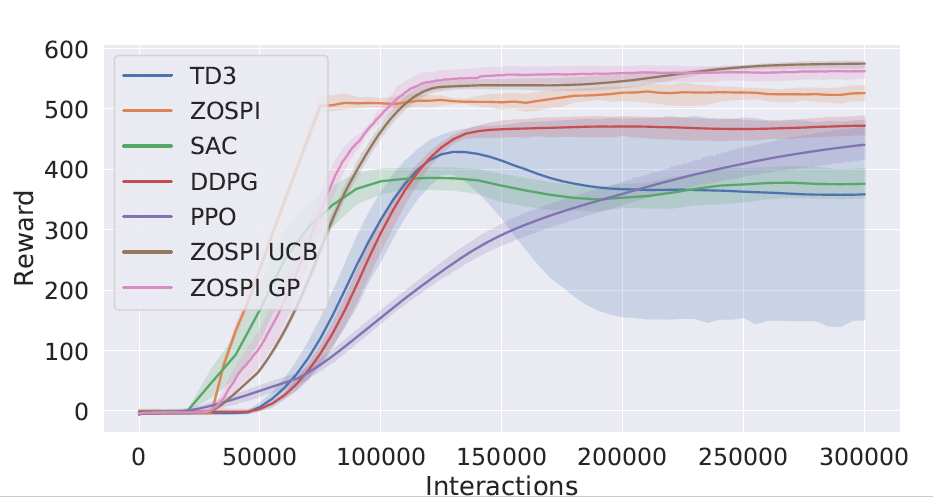 600
500
400
300
200
100
0
Reward
TD3
ZOSPI
SAC
DDPG
PPO
ZOSPI UCB
ZOSPI GP
0 50000 100000 150000 200000 250000 300000
Interactions